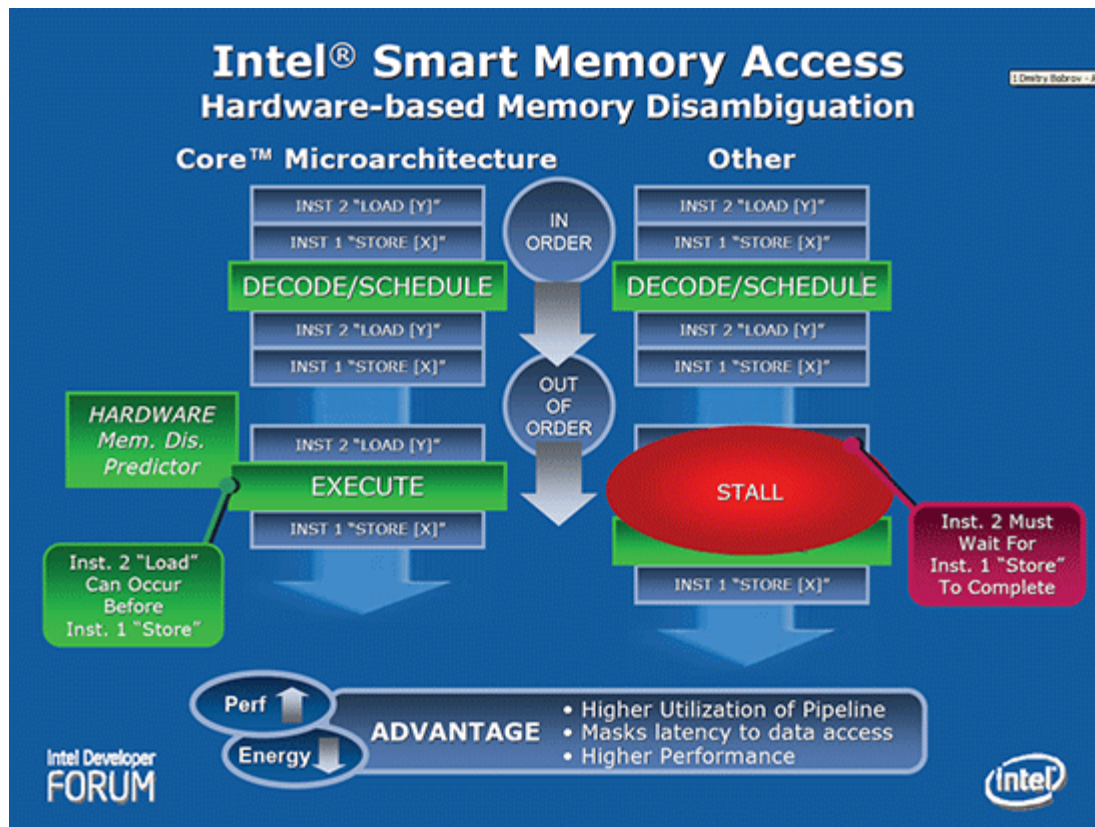 Intel® Smart Memory Access
Hardware-based Memory Disambiguation
Core™ Microarchitecture
Other
INST 2 "LOAD [Y]"
INST 1 "STORE [X]"
DECODE/SCHEDULE
INST 2 "LOAD [Y]"
INST 1 "STORE [X]"
HARDWARE
Mem. Dis.
Predictor
INST 2 "LOAD [Y]"
EXECUTE
INST 1 "STORE [X]"
Inst. 2 "Load"
Can Occur
Before
Inst. 1 "Store"
IN
ORDER
OUT
OF
ORDER
INST 2 "LOAD [Y]"
INST 1 "STORE [X]"
DECODE/SCHEDULE
INST 2 "LOAD [Y]"
INST 1 "STORE [X]"
STALL
INST 1 "STORE [X]"
Inst. 2 Must
Wait For
Inst. 1 "Store"
To Complete
Perf
Energy
ADVANTAGE
• Higher Utilization of Pipeline
• Masks latency to data access
• Higher Performance
Intel Developer
FORUM
intel